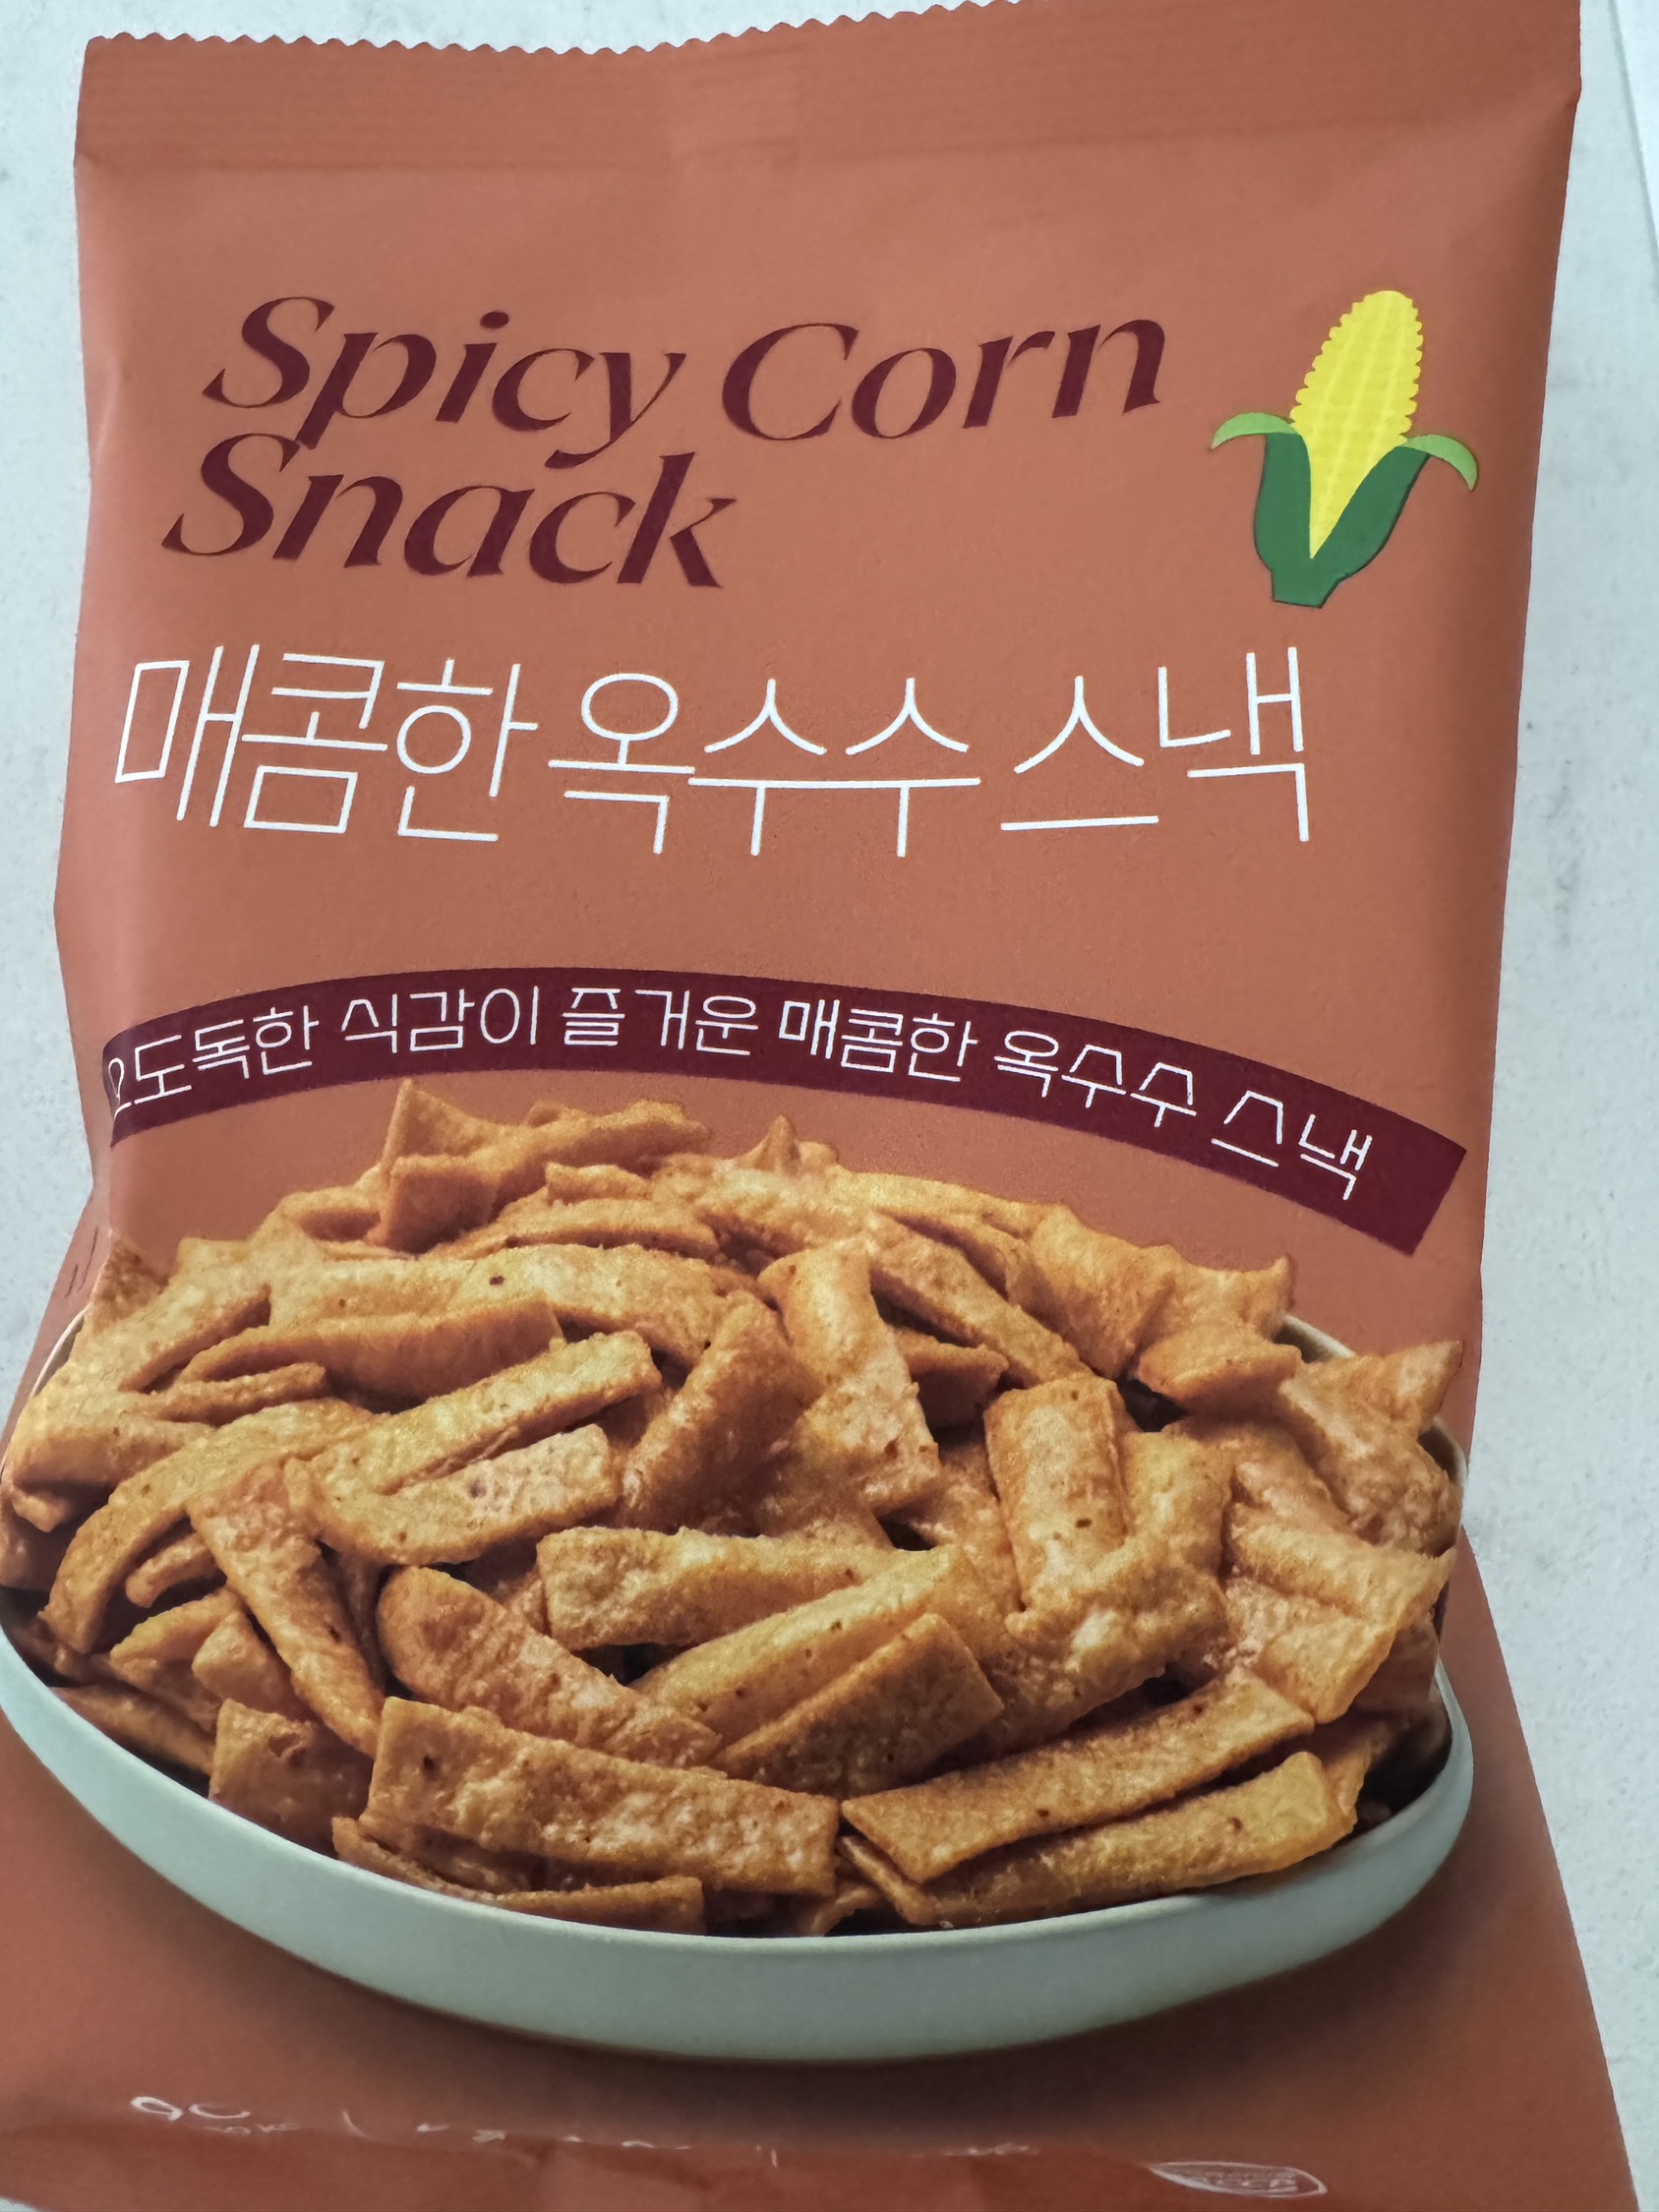 Spicy Corn
Snack
매콤한 옥수수 스낵
오도독한 식감이 즐거운 매콤한 옥수수 스낵